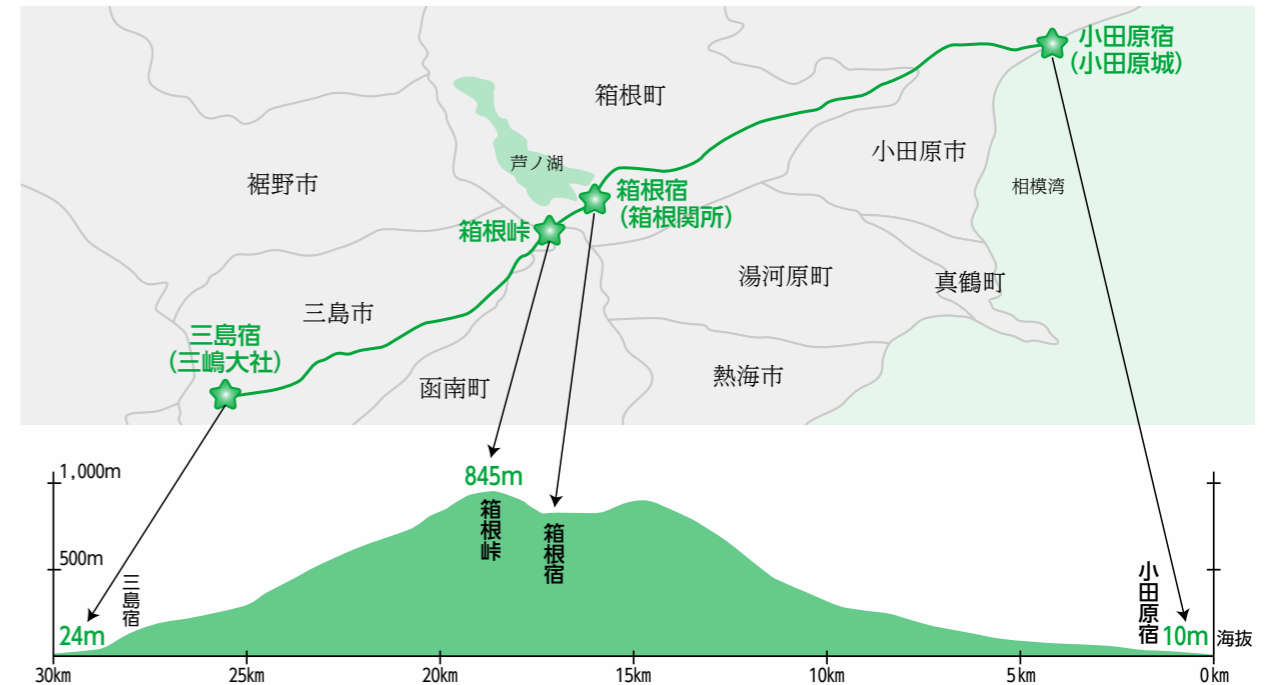 小田原宿
(小田原城)
箱根町
小田原市
芦ノ湖
裾野市
相模湾
箱根宿
(箱根関所)
箱根峠
湯河原町
真鶴町
三島市
三島宿
(三嶋大社)
熱海市
函南町
1,000m
845m
箱根峠
箱根宿
500m
三島宿
小田原宿
24m
10m
海抜
30km
25km
20km
15km
10km
5km
0km